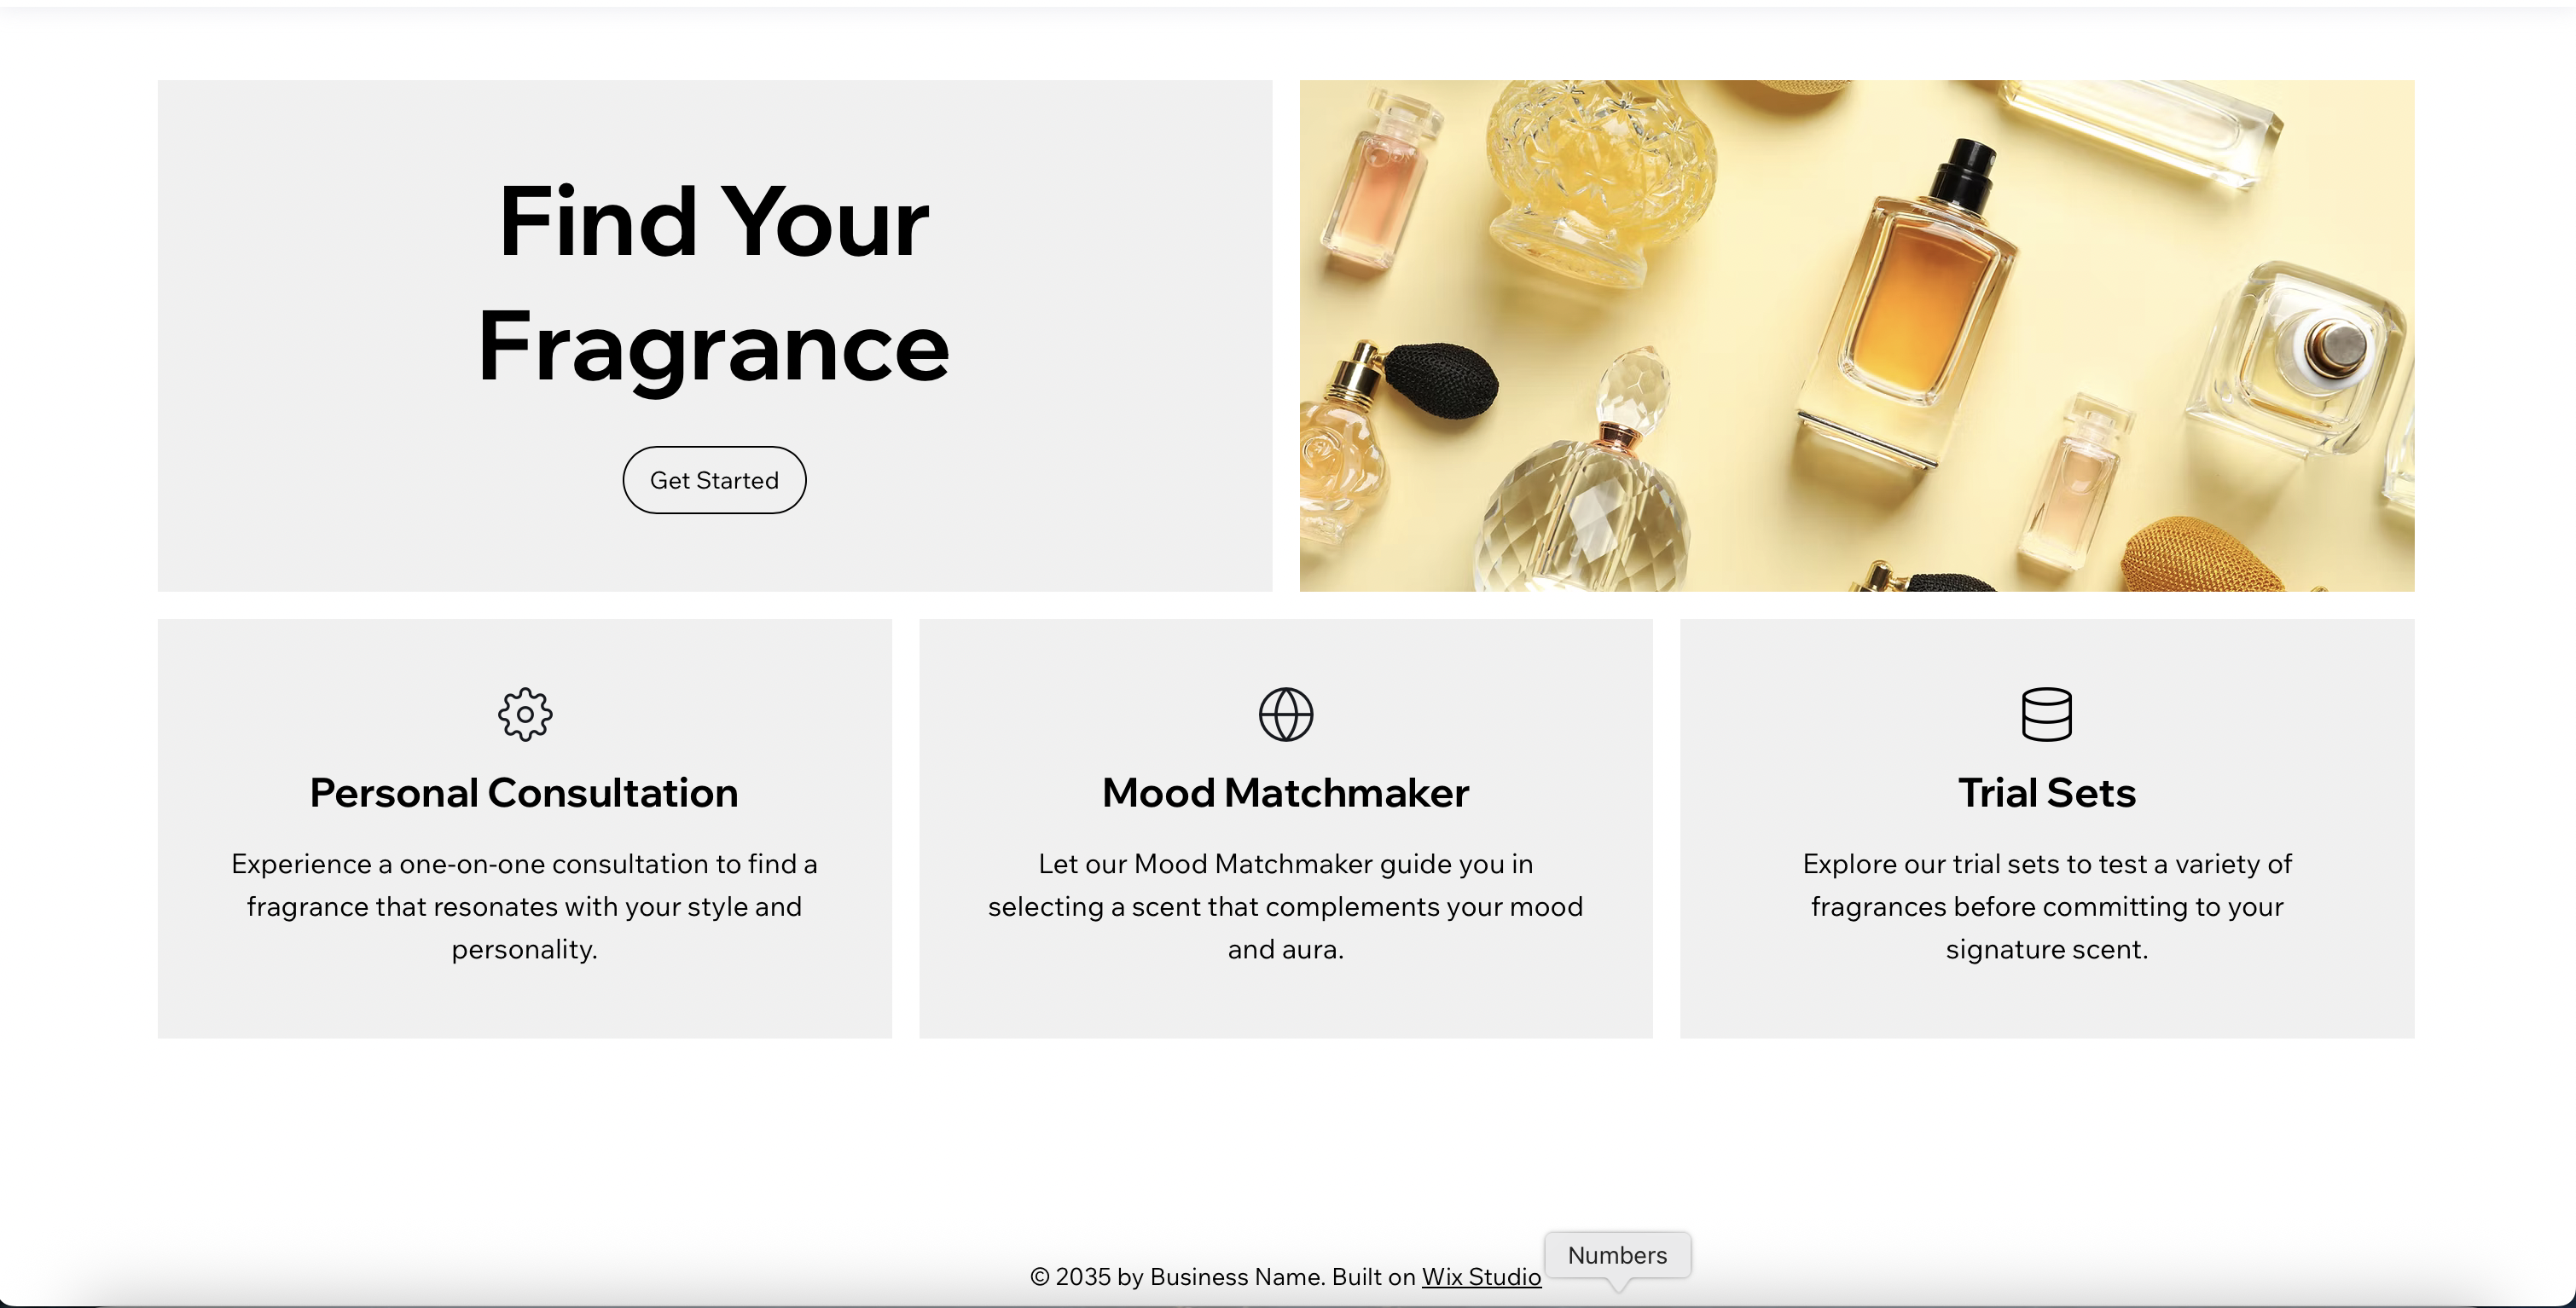 Find Your
Fragrance
Get Started
Personal Consultation
Experience a one-on-one consultation to find a
fragrance that resonates with your style and
personality.
Mood Matchmaker
Let our Mood Matchmaker guide you in
selecting a scent that complements your mood
and aura.
Trial Sets
Explore our trial sets to test a variety of
fragrances before committing to your
signature scent.
Numbers
© 2035 by Business Name. Built on Wix Studio